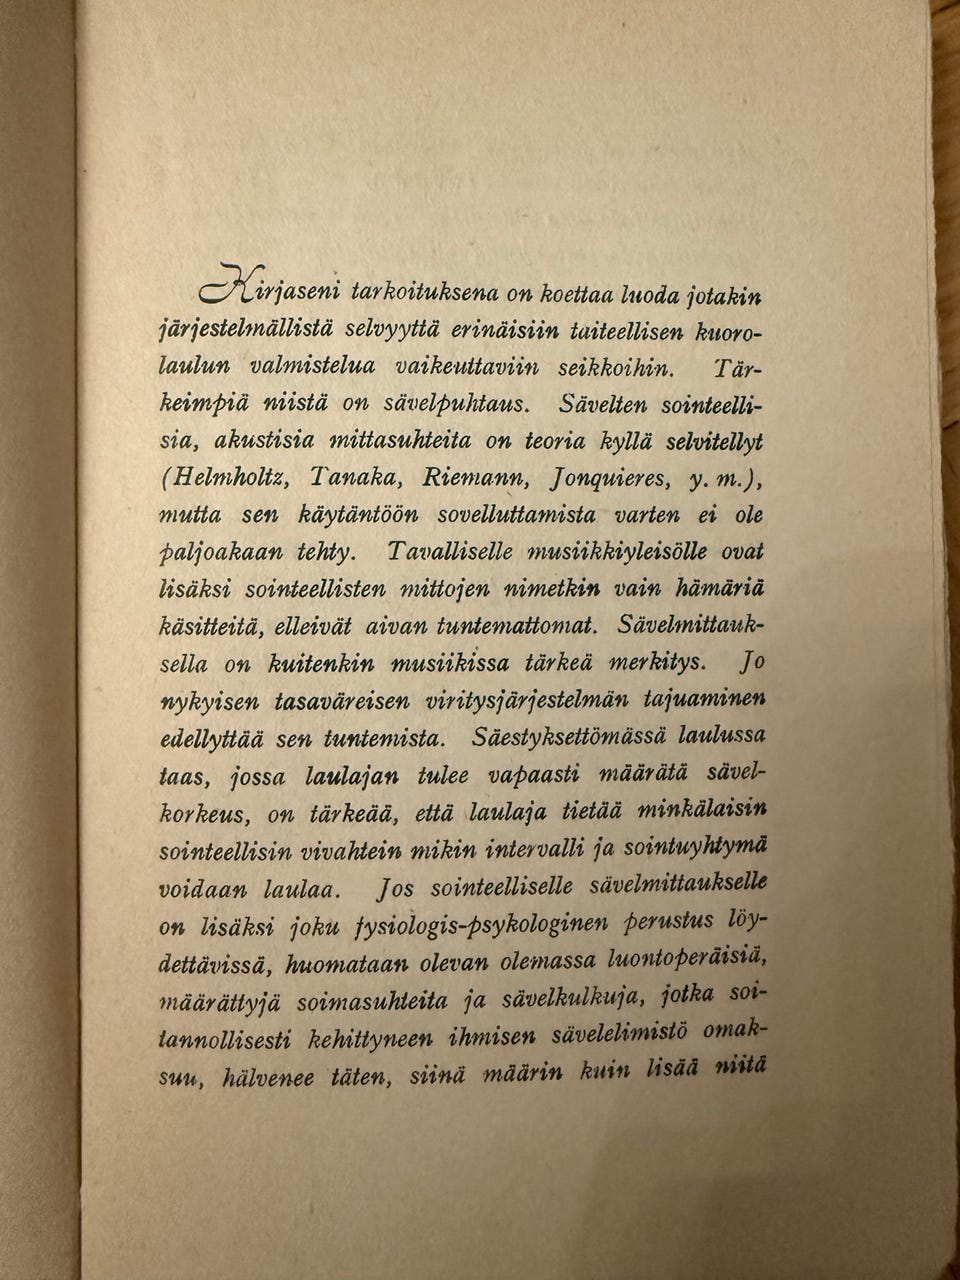 Kirjaseni tarkoituksena on koettaa luoda jotakin
järjestelmällistä selvyyttä erinäisiin taiteellisen kuoro-
laulun valmistelua vaikeuttaviin seikkoihin. Tär-
keimpiä niistä on sävelpuhtaus. Sävelten sointeelli-
sia, akustisia mittasuhteita on teoria kyllä selvitellyt
(Helmholtz, Tanaka, Riemann, Jonquieres, y. m.),
mutta sen käytäntöön sovelluttamista varten ei ole
paljoakaan tehty. Tavalliselle musiikkiyleisölle ovat
lisäksi sointeellisten mittojen nimetkin vain hämäriä
käsitteitä, elleivät aivan tuntemattomat. Sävelmittauk-
sella on kuitenkin musiikissa tärkeä merkitys. Jo
nykyisen tasaväreisen viritysjärjestelmän tajuaminen
edellyttää sen tuntemista. Säestyksettömässä laulussa
taas, jossa laulajan tulee vapaasti määrätä sävel-
korkeus, on tärkeää, että laulaja tietää minkälaisin
sointeellisin vivahtein mikin intervalli ja sointuyhtymä
voidaan laulaa. Jos sointeelliselle sävelmittaukselle
on lisäksi joku fysiologis-psykologinen perustus löy-
dettävissä, huomataan olevan olemassa luontoperäisiä,
määrättyjä soimasuhteita ja sävelkulkuja, jotka soi-
tannollisesti kehittyneen ihmisen sävelelimistö omak-
suu, hälvenee täten, siinä määrin kuin lisää niitä